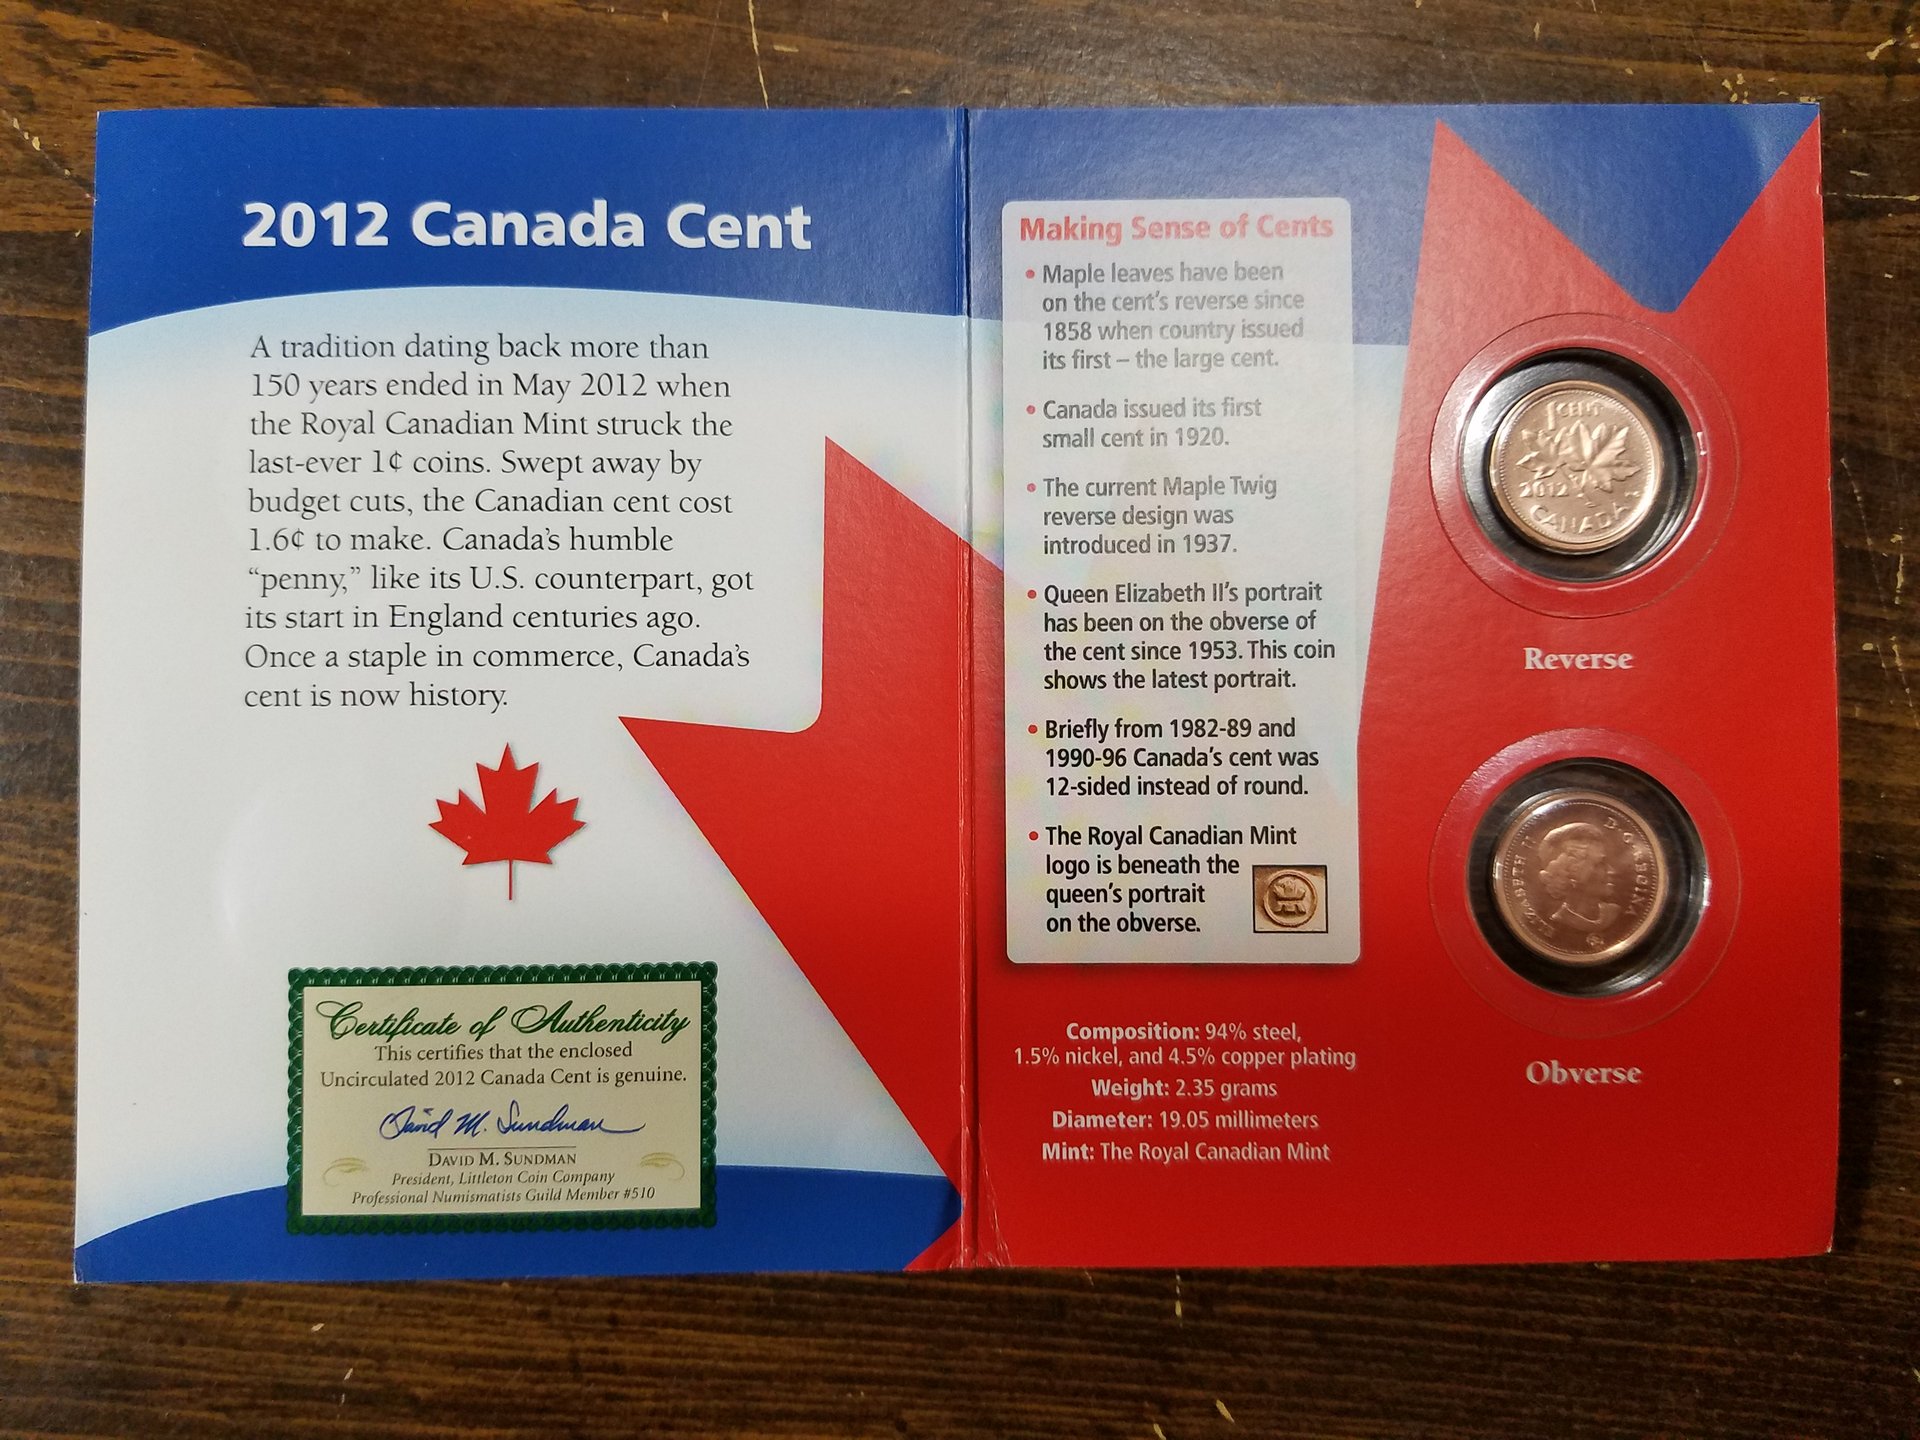 2012 Canada Cent
A tradition dating back more than
150 years ended in May 2012 when
the Royal Canadian Mint struck the
last-ever 1¢ coins. Swept away by
budget cuts, the Canadian cent cost
1.6¢ to make. Canada's humble
“penny,” like its U.S. counterpart, got
its start in England centuries ago.
Once a staple in commerce, Canada's
cent is now history.
Certificate of Authenticity
This certifies that the enclosed
Uncirculated 2012 Canada Cent is genuine.
David M. Sundman
DAVID M. SUNDMAN
President, Littleton Coin Company
Professional Numismatists Guild Member #510
Making Sense of Cents
• Maple leaves have been
on the cent's reverse since
1858 when country issued
its first – the large cent.
• Canada issued its first
small cent in 1920.
• The current Maple Twig
reverse design was
introduced in 1937.
• Queen Elizabeth II's portrait
has been on the obverse of
the cent since 1953. This coin
shows the latest portrait.
• Briefly from 1982-89 and
1990-96 Canada's cent was
12-sided instead of round.
• The Royal Canadian Mint
logo is beneath the
queen's portrait
on the obverse.
Composition: 94% steel,
1.5% nickel, and 4.5% copper plating
Weight: 2.35 grams
Diameter: 19.05 millimeters
Mint: The Royal Canadian Mint
1 CENT
2012
CANADA
Reverse
ELIZABETH II D·G·REGINA
Obverse